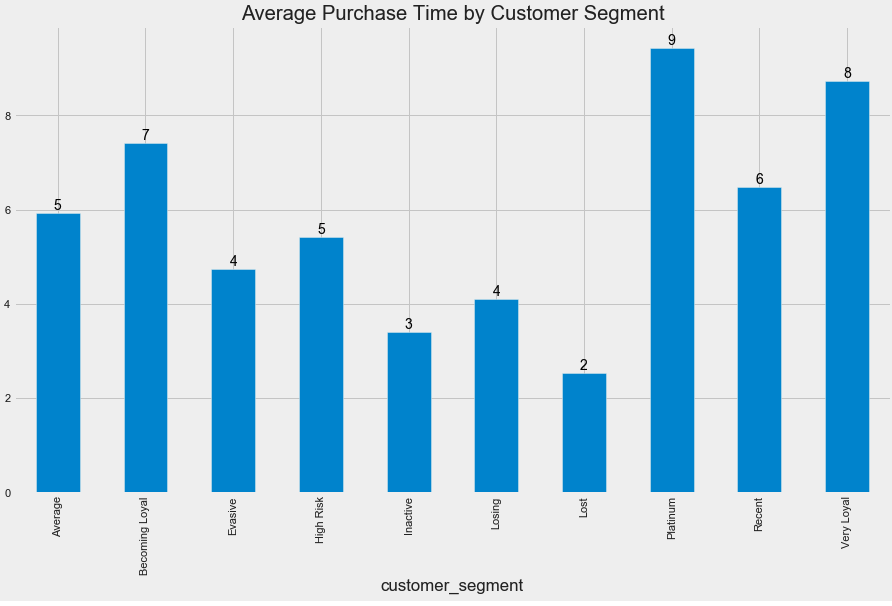 Average Purchase Time by Customer Segment
9
8
8
7
6
6
5
5
4
4
4
3
2
2
0
Average
Becoming Loyal
Evasive
High Risk
Inactive
Losing
Lost
Platinum
Recent
Very Loyal
customer_segment